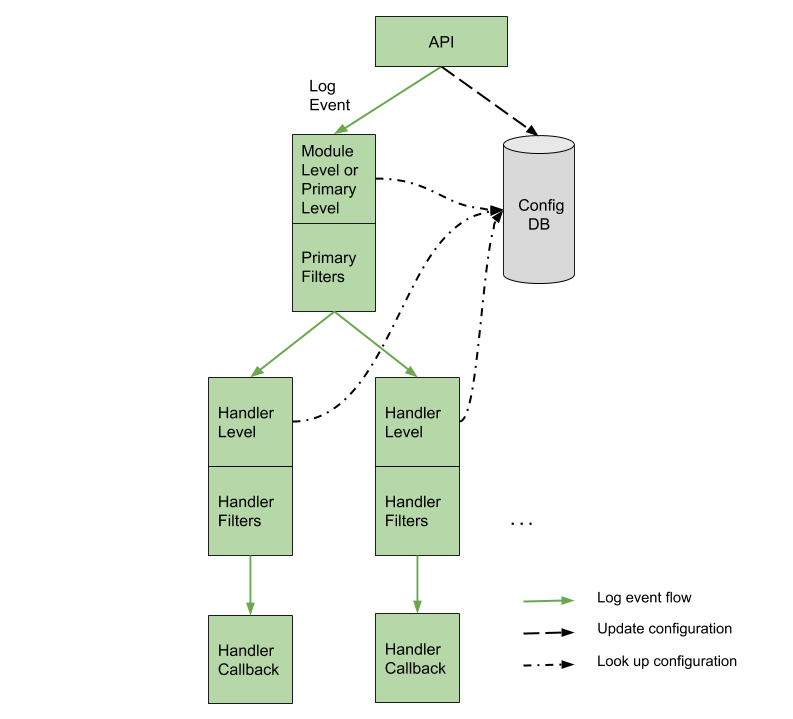 API
Log
Event
Module
Level or
Primary
Level
Config
DB
Primary
Filters
Handler
Level
Handler
Level
Handler
Filters
Handler
Filters
...
Log event flow
Update configuration
Look up configuration
Handler
Callback
Handler
Callback